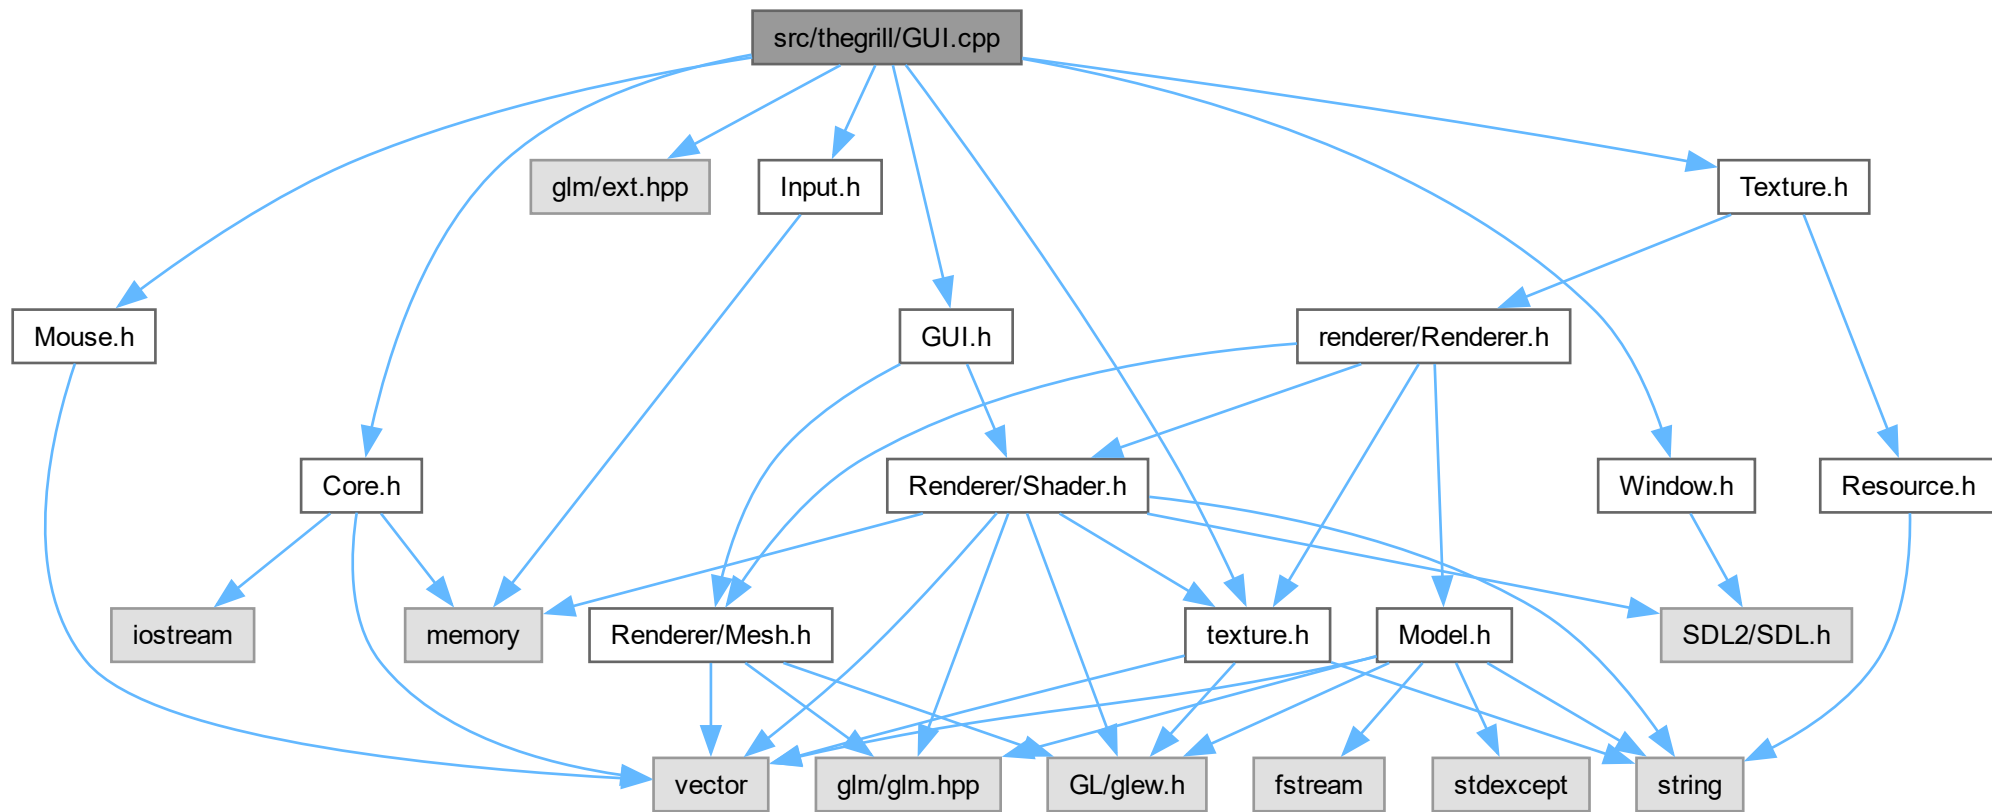 src/thegrill/GUI.cpp
glm/ext.hpp
Input.h
Texture.h
Mouse.h
GUI.h
renderer/Renderer.h
Core.h
Renderer/Shader.h
Window.h
Resource.h
iostream
memory
Renderer/Mesh.h
texture.h
Model.h
SDL2/SDL.h
vector
glm/glm.hpp
GL/glew.h
fstream
stdexcept
string